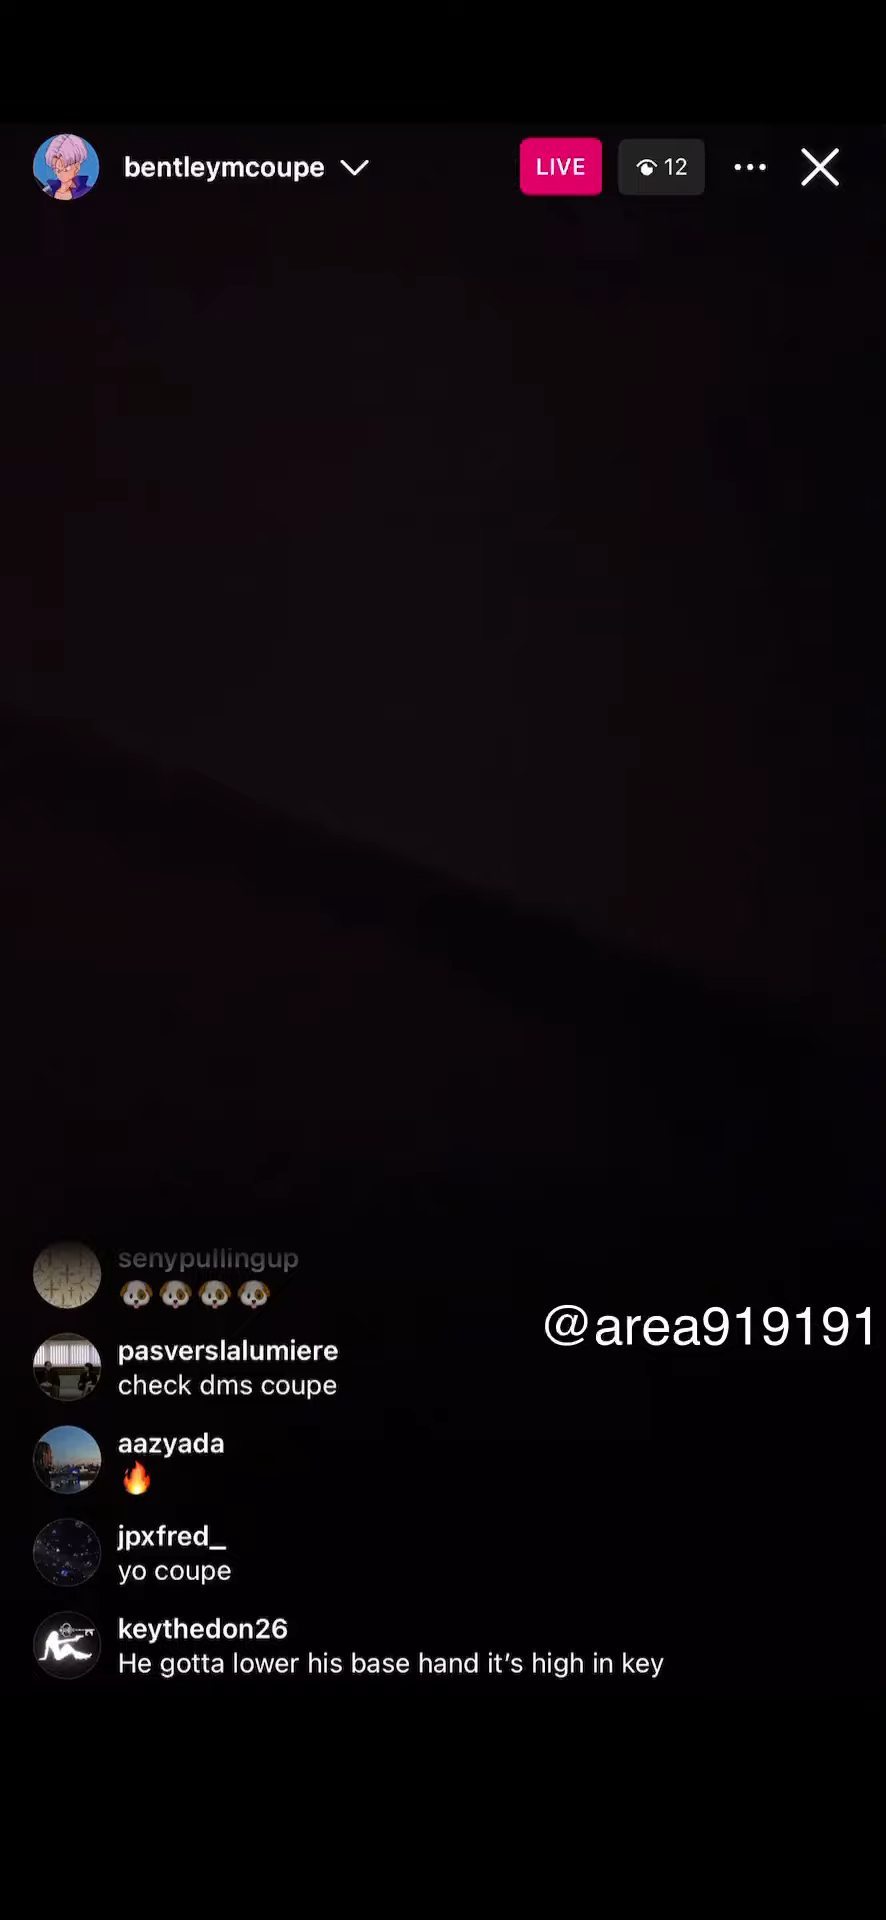 bentleymcoupe
LIVE
12
senypullingup
🐶🐶🐶🐶
@area919191
pasverslalumiere
check dms coupe
aazyada
🔥
jpxfred_
yo coupe
keythedon26
He gotta lower his base hand it’s high in key